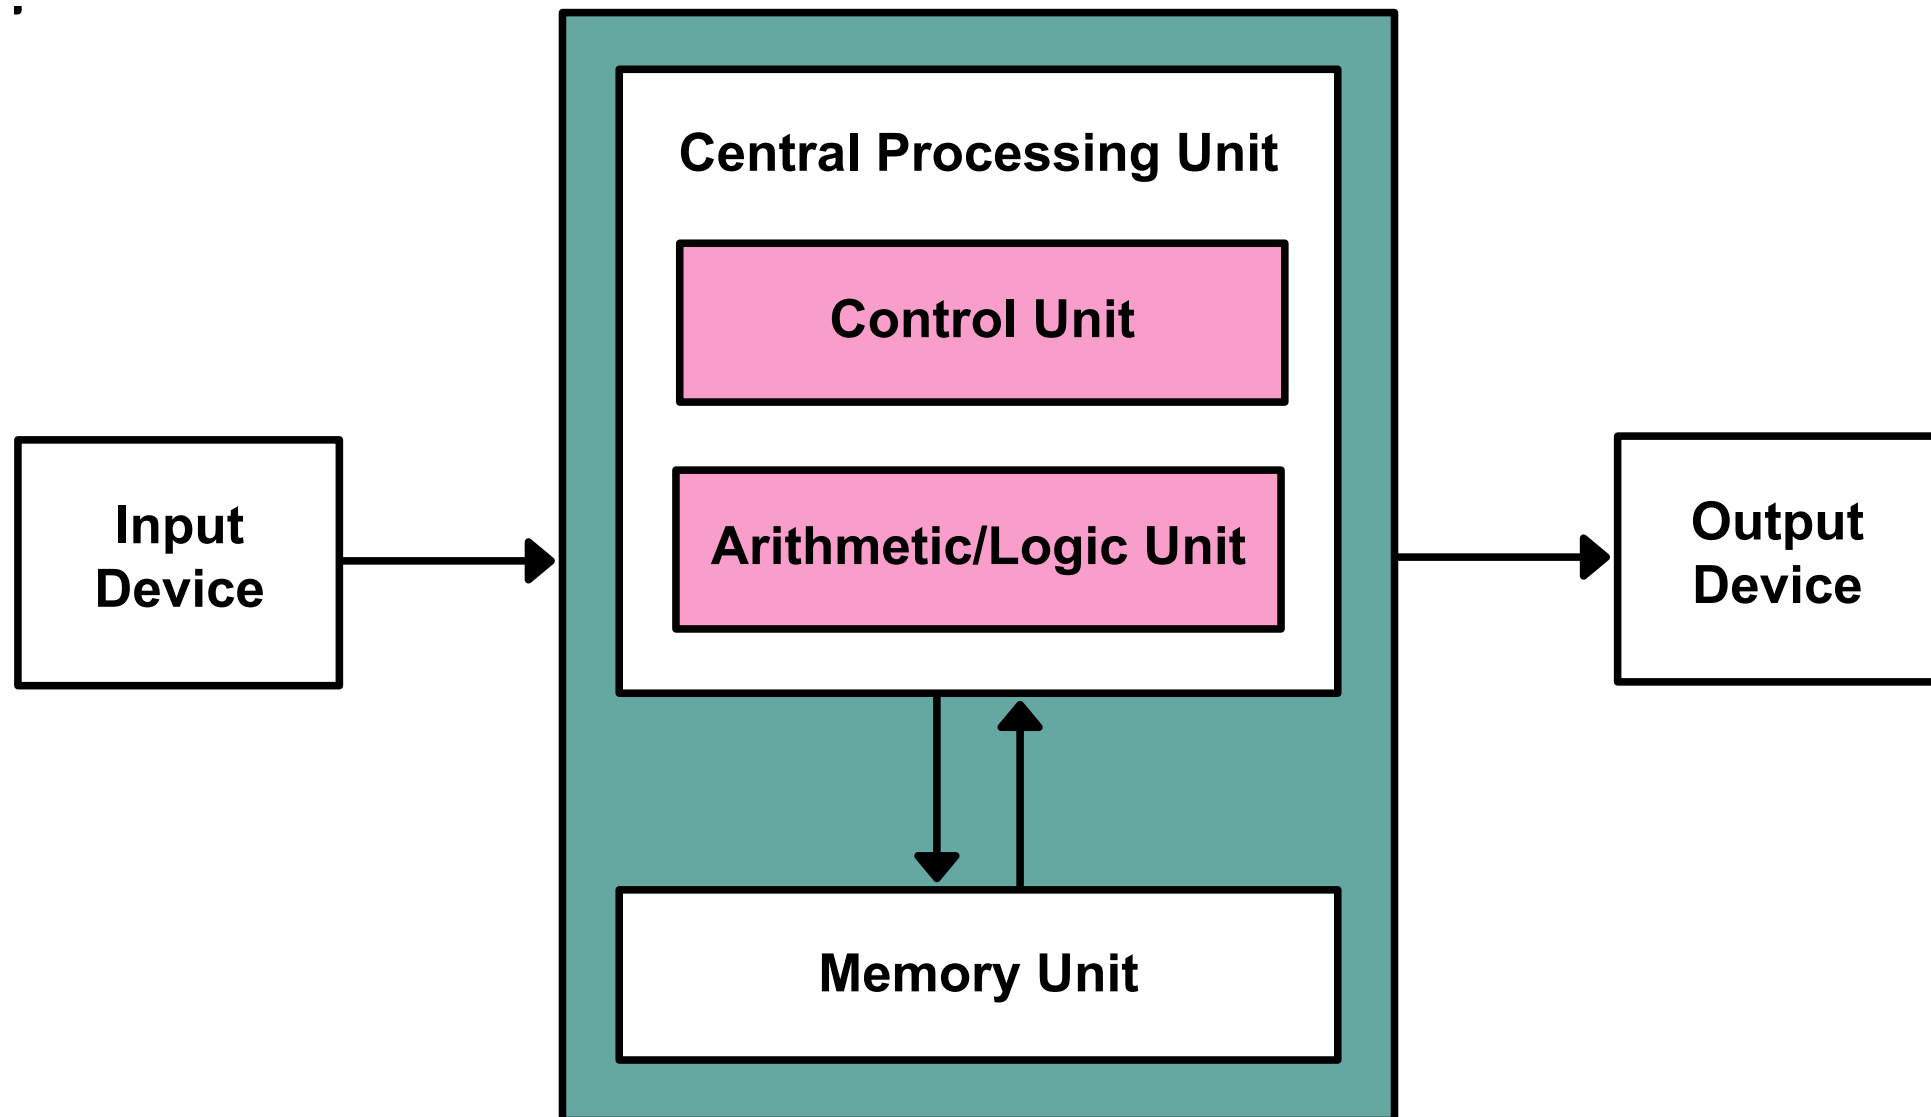 Central Processing Unit
Control Unit
Arithmetic/Logic Unit
Input
Device
Output
Device
Memory Unit